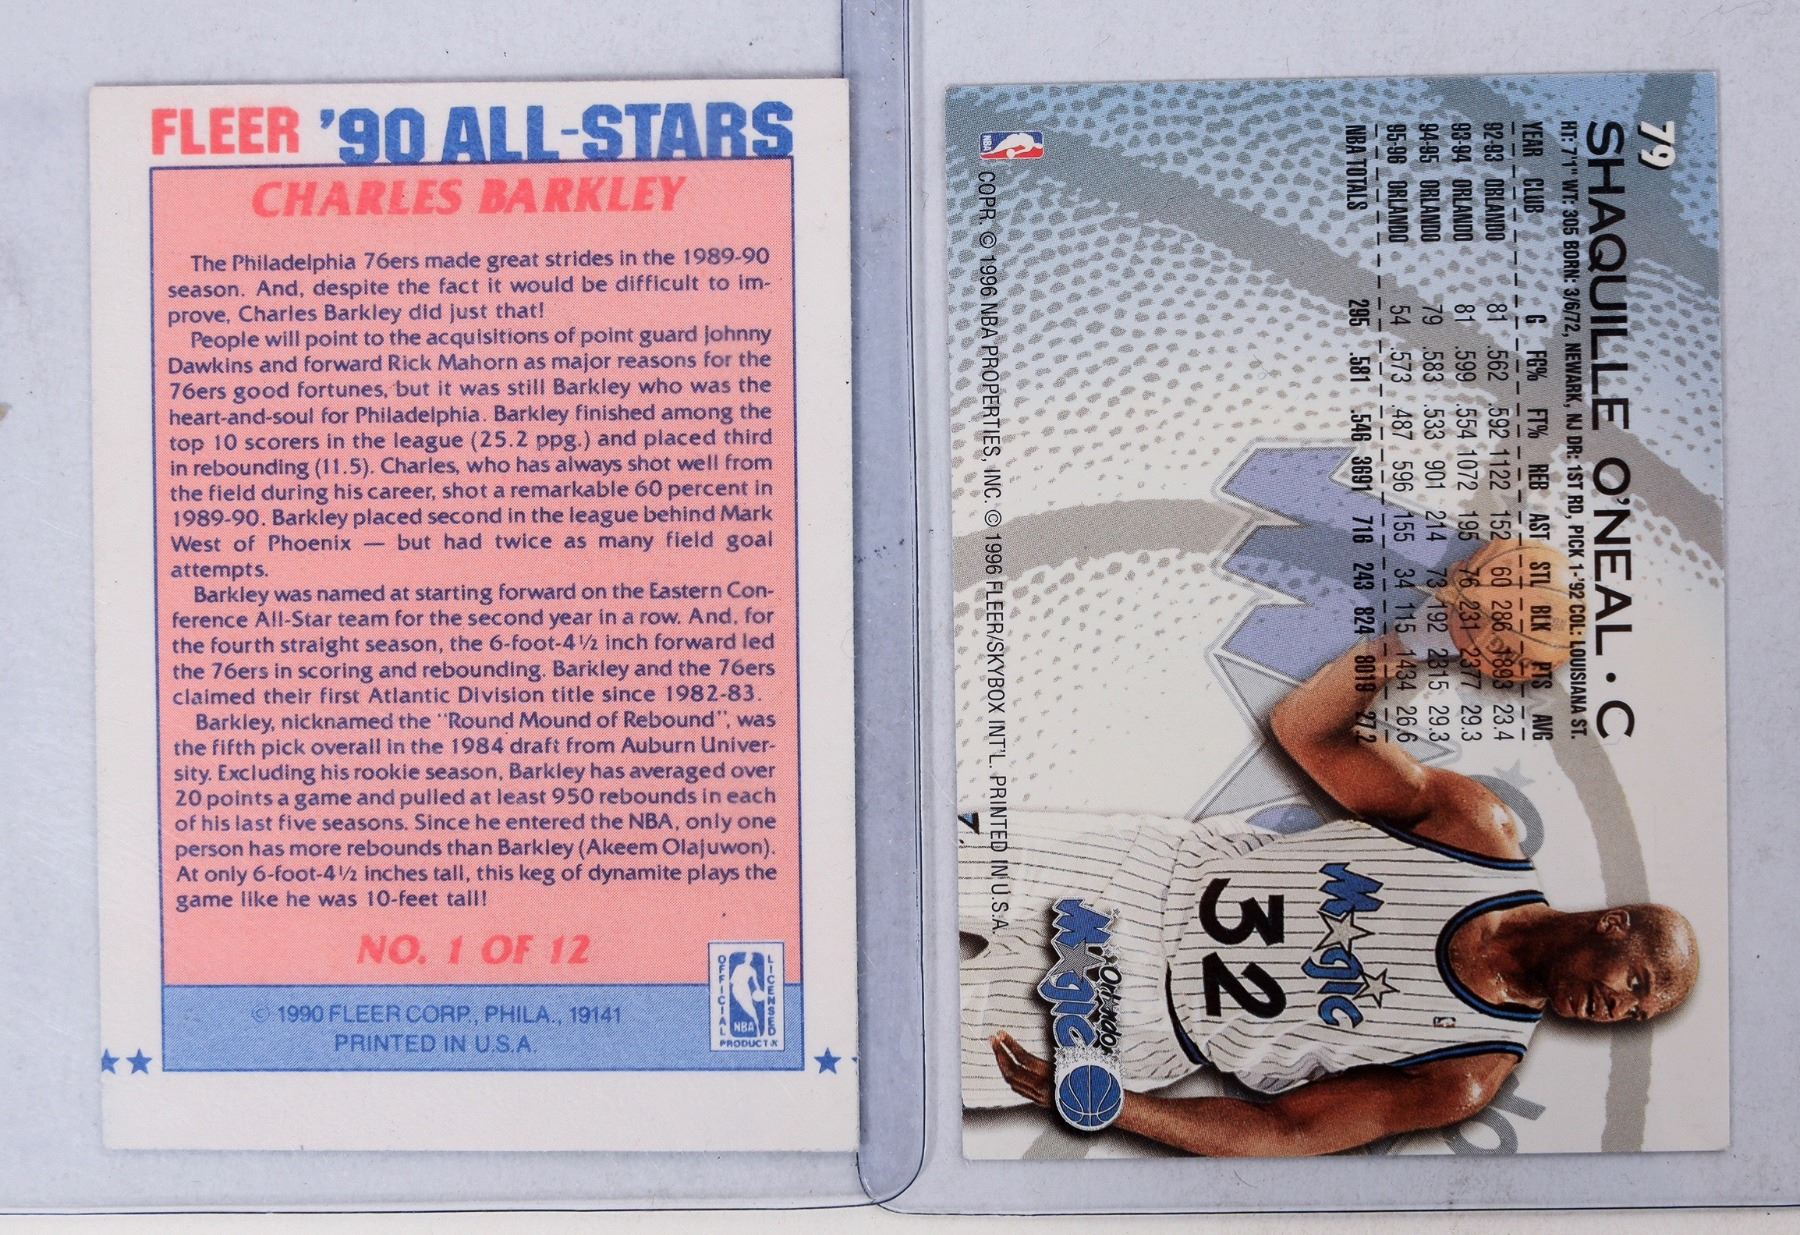 FLEER '90 ALL-STARS
CHARLES BARKLEY
The Philadelphia 76ers made great strides in the 1989-90
season. And, despite the fact it would be difficult to im-
prove, Charles Barkley did just that!
People will point to the acquisitions of point guard Johnny
Dawkins and forward Rick Mahorn as major reasons for the
76ers good fortunes, but it was still Barkley who was the
heart-and-soul for Philadelphia. Barkley finished among the
top 10 scorers in the league (25.2 ppg.) and placed third
in rebounding (11.5). Charles, who has always shot well from
the field during his career, shot a remarkable 60 percent in
1989-90. Barkley placed second in the league behind Mark
West of Phoenix — but had twice as many field goal
attempts.
Barkley was named at starting forward on the Eastern Con-
ference All-Star team for the second year in a row. And, for
the fourth straight season, the 6-foot-4½ inch forward led
the 76ers in scoring and rebounding. Barkley and the 76ers
claimed their first Atlantic Division title since 1982-83.
Barkley, nicknamed the "Round Mound of Rebound", was
the fifth pick overall in the 1984 draft from Auburn Univer-
sity. Excluding his rookie season, Barkley has averaged over
20 points a game and pulled at least 950 rebounds in each
of his last five seasons. Since he entered the NBA, only one
person has more rebounds than Barkley (Akeem Olajuwon).
At only 6-foot-4½ inches tall, this keg of dynamite plays the
game like he was 10-feet tall!
NO. 1 OF 12
OFFICIAL
LICENSED
NBA
PRODUCT
© 1990 FLEER CORP., PHILA., 19141
PRINTED IN U.S.A.
79
SHAQUILLE O'NEAL • C
HT: 7'1" WT: 305 BORN: 3/6/72, NEWARK, NJ DR: 1ST RD, PICK 1-'92 COL: LOUISIANA ST.
YEAR CLUB G FG% FT% REB AST STL BLK PTS AVG
92-93 ORLANDO 81 .562 .592 1122 152 60 286 1893 23.4
93-94 ORLANDO 81 .599 .554 1072 195 76 231 2377 29.3
94-95 ORLANDO 79 .583 .533 901 214 73 192 2315 29.3
95-96 ORLANDO 54 .573 .487 596 155 34 115 1434 26.6
NBA TOTALS 295 .581 .546 3691 716 243 824 8019 27.2
NBA
COPR. © 1996 NBA PROPERTIES, INC. © 1996 FLEER/SKYBOX INT'L. PRINTED IN U.S.A.
Magic
32
Orlando
Magic